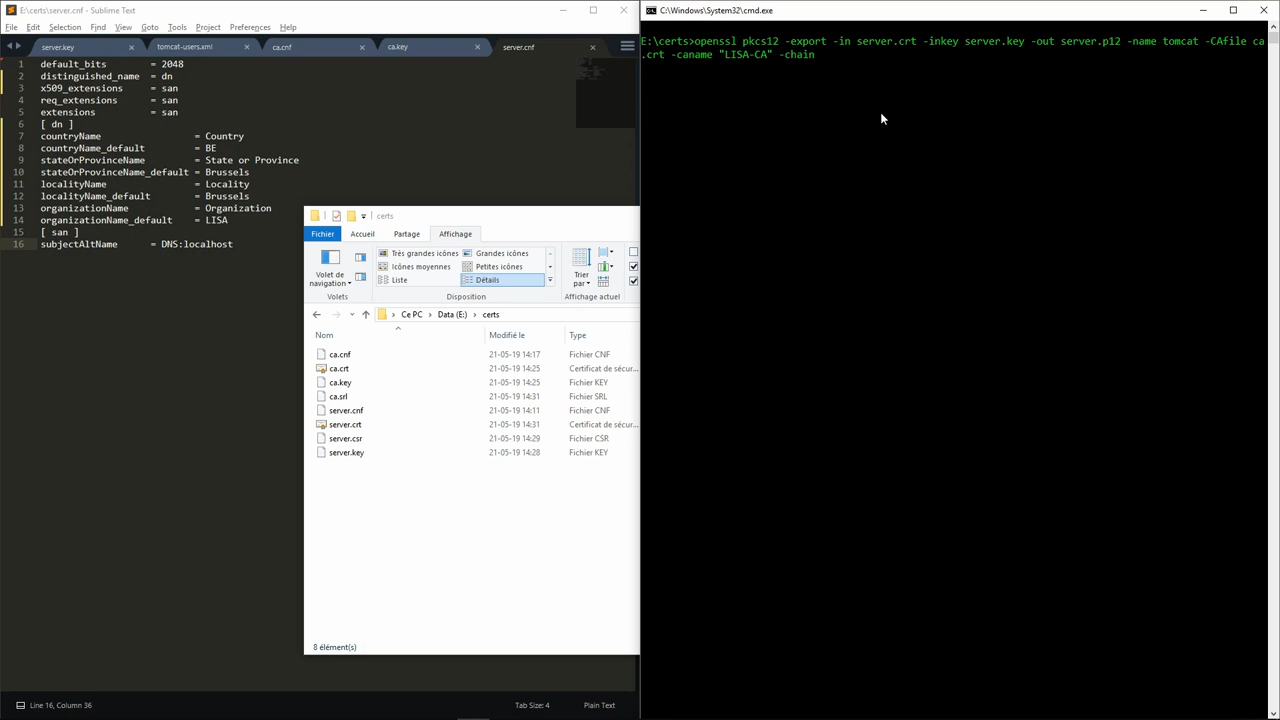 E:\certs\server.cnf - Sublime Text
File Edit Selection Find View Goto Tools Project Preferences Help
server.key tomcat-users.xml ca.cnf ca.key server.cnf
1 default_bits = 2048
2 distinguished_name = dn
3 x509_extensions = san
4 req_extensions = san
5 extensions = san
6 [ dn ]
7 countryName = Country
8 countryName_default = BE
9 stateOrProvinceName = State or Province
10 stateOrProvinceName_default = Brussels
11 localityName = Locality
12 localityName_default = Brussels
13 organizationName = Organization
14 organizationName_default = LISA
15 [ san ]
16 subjectAltName = DNS:localhost
certs
Fichier Accueil Partage Affichage
Volet de navigation
Volets
Très grandes icônes Grandes icônes
Icônes moyennes Petites icônes
Liste Détails
Disposition
Trier par
Affichage actuel
Ce PC > Data (E:) > certs
Nom Modifié le Type
ca.cnf 21-05-19 14:17 Fichier CNF
ca.crt 21-05-19 14:25 Certificat de sécur...
ca.key 21-05-19 14:25 Fichier KEY
ca.srl 21-05-19 14:31 Fichier SRL
server.cnf 21-05-19 14:11 Fichier CNF
server.crt 21-05-19 14:31 Certificat de sécur...
server.csr 21-05-19 14:29 Fichier CSR
server.key 21-05-19 14:28 Fichier KEY
8 élément(s)
Line 16, Column 36 Tab Size: 4 Plain Text
C:\Windows\System32\cmd.exe
E:\certs>openssl pkcs12 -export -in server.crt -inkey server.key -out server.p12 -name tomcat -CAfile ca
.crt -caname "LISA-CA" -chain